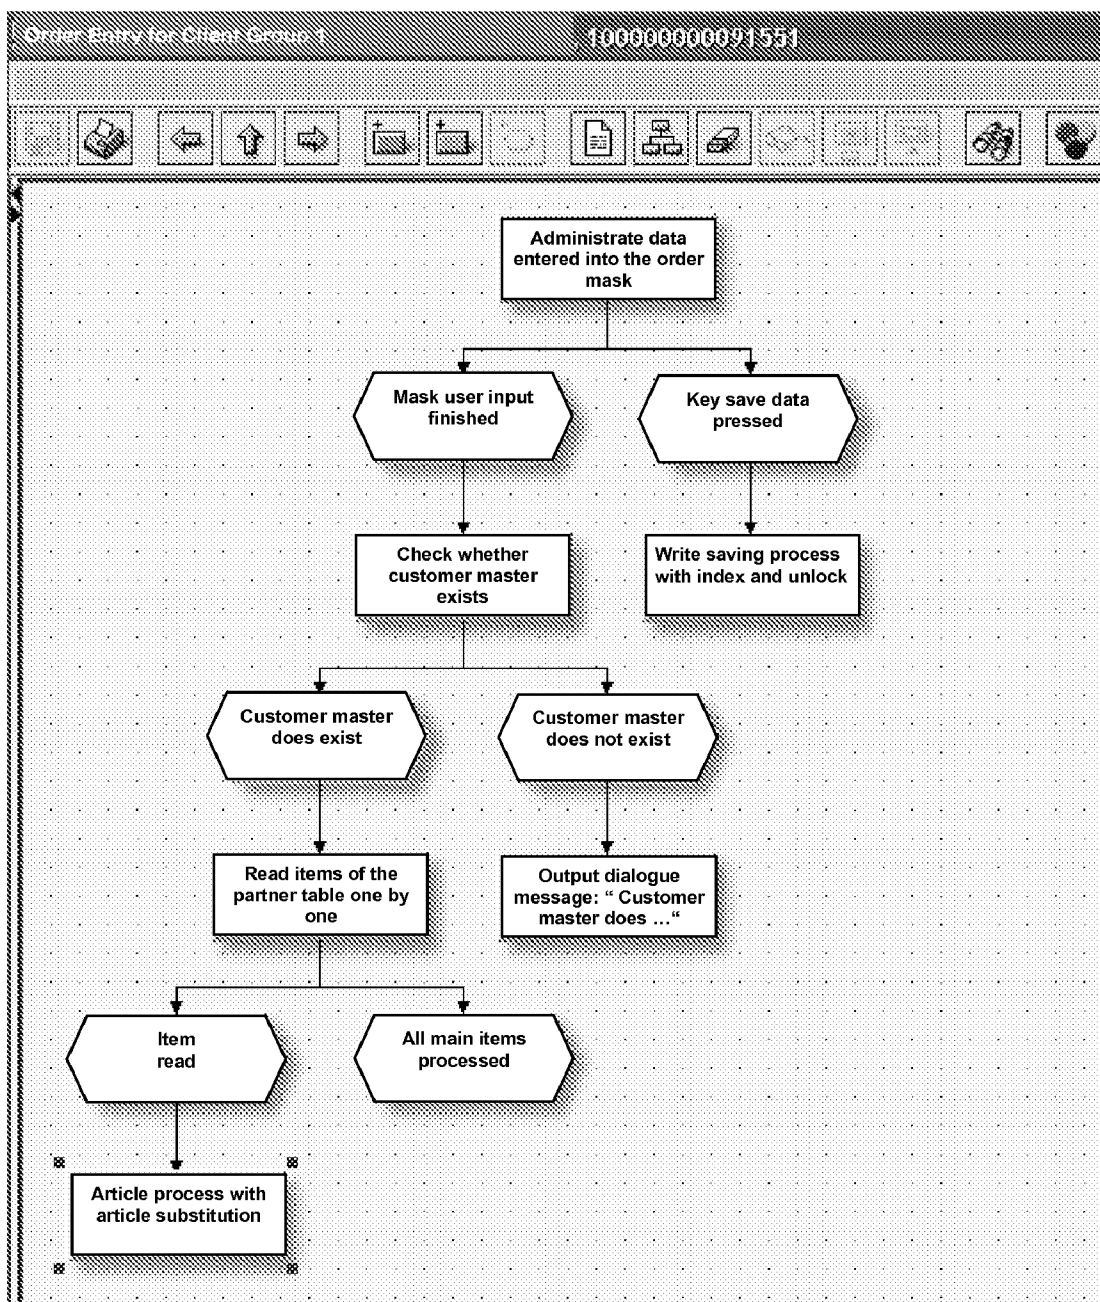 Order Entry for Client Group 1
100000000091551
Administrate data
entered into the order
mask
Mask user input
finished
Key save data
pressed
Check whether
customer master
exists
Write saving process
with index and unlock
Customer master
does exist
Customer master
does not exist
Read items of the
partner table one by
one
Output dialogue
message: “ Customer
master does ...“
Item
read
All main items
processed
Article process with
article substitution